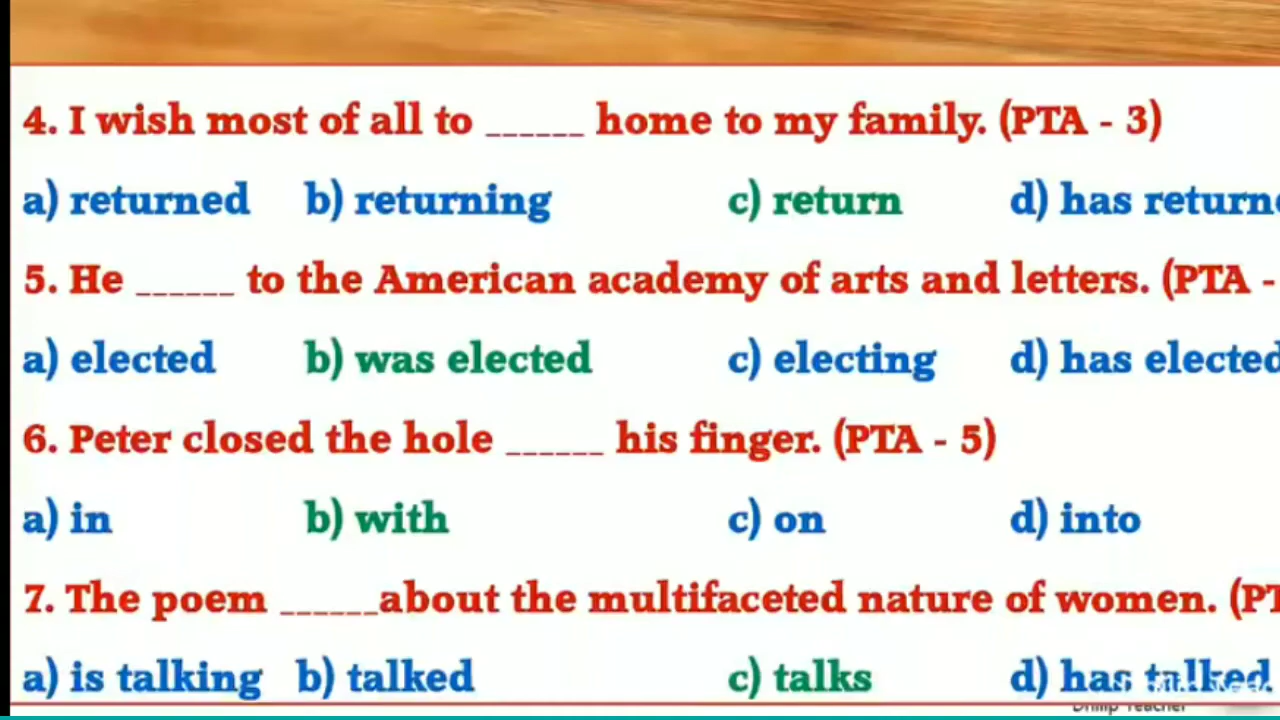 4. I wish most of all to ______ home to my family. (PTA - 3)
a) returned b) returning c) return d) has
5. He ______ to the American academy of arts and letters. (PTA -
a) elected b) was elected c) electing d) has elected
6. Peter closed the hole ______ his finger. (PTA - 5)
a) in b) with c) on d) into
7. The poem ______about the multifaceted nature of women.
a) is talking b) talked c) talks d) has talked
Teacher